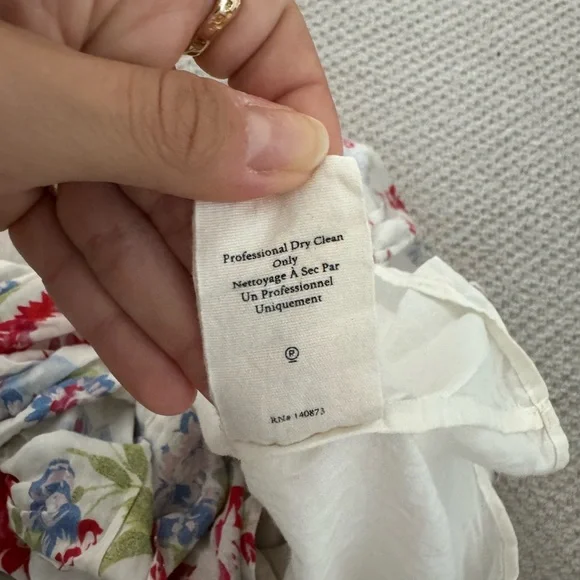 Professional Dry Clean
Only
Nettoyage À Sec Par
Un Professionnel
Uniquement
P
RN# 140873